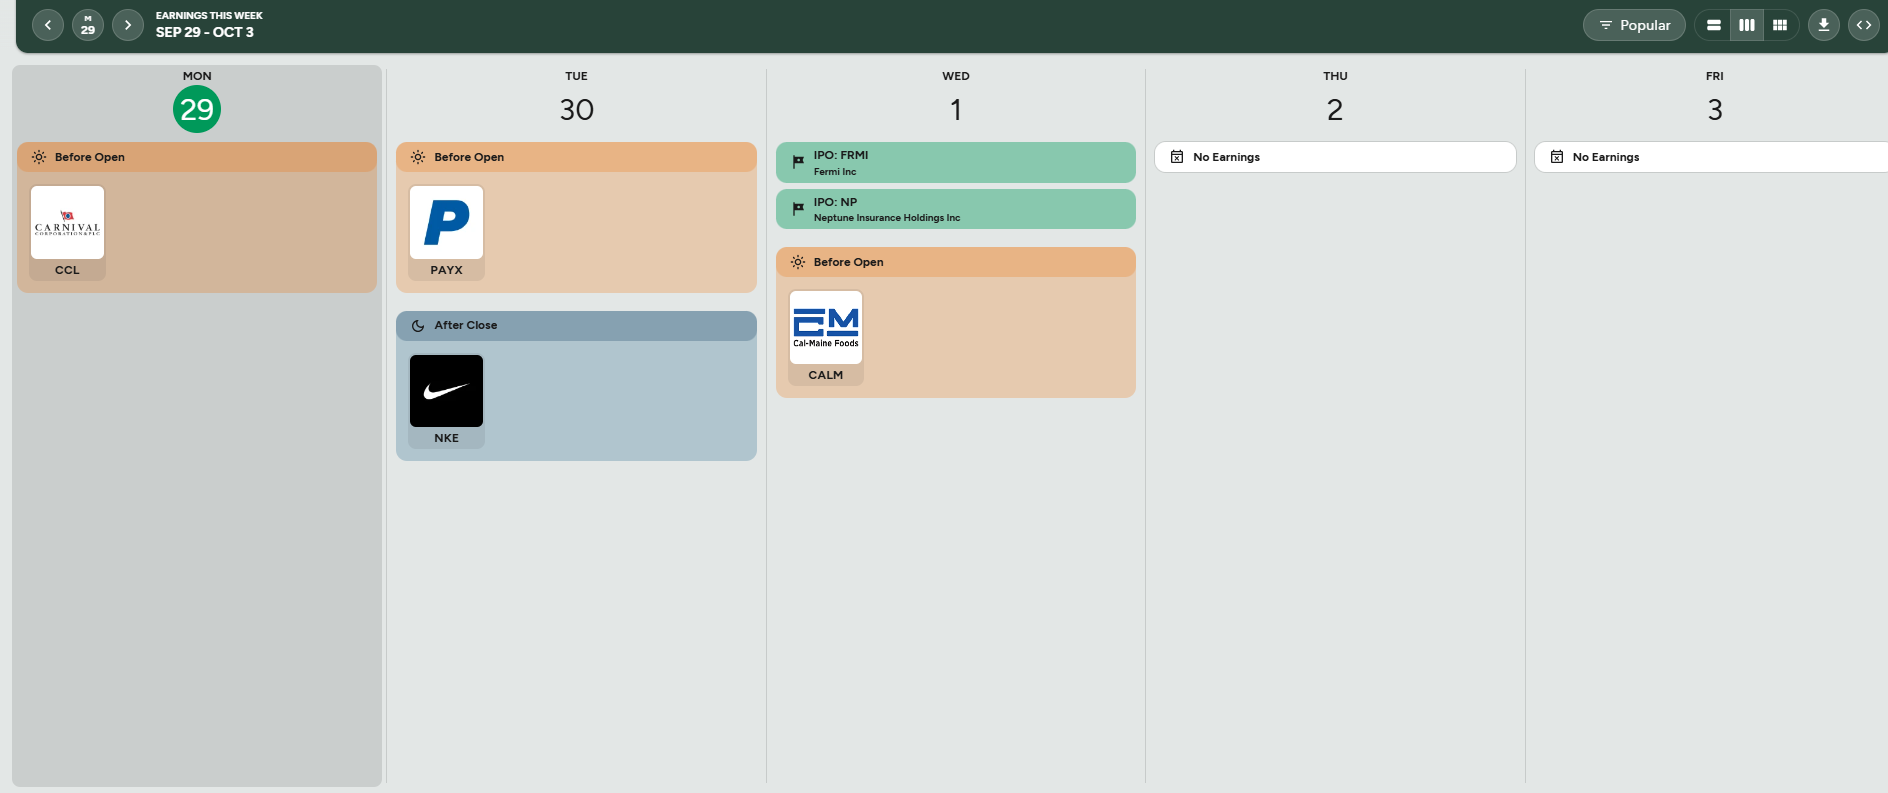 M
29
EARNINGS THIS WEEK
SEP 29 - OCT 3
Popular
MON
29
Before Open
CARNIVAL
CORPORATION&PLC
CCL
TUE
30
Before Open
P
PAYX
After Close
NKE
WED
1
IPO: FRMI
Fermi Inc
IPO: NP
Neptune Insurance Holdings Inc
Before Open
CM
Cal-Maine Foods
CALM
THU
2
No Earnings
FRI
3
No Earnings